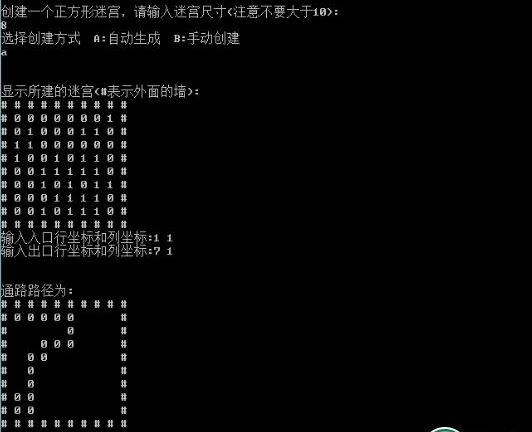 创建一个正方形迷宫，请输入迷宫尺寸(注意不要大于10):
8
选择创建方式  A:自动生成  B:手动创建
a
显示所建的迷宫(#表示外面的墙):
# # # # # # # # # #
# 0 0 0 0 0 0 0 1 #
# 0 1 0 0 0 1 1 0 #
# 1 1 0 0 0 0 0 0 #
# 1 0 0 1 0 1 1 0 #
# 0 0 1 1 1 1 1 0 #
# 0 0 1 0 1 0 1 1 #
# 0 0 0 1 1 1 1 0 #
# 0 0 1 0 1 1 1 0 #
# # # # # # # # # #
输入入口行坐标和列坐标:1 1
输入出口行坐标和列坐标:7 1
通路路径为:
# # # # # # # # # #
# 0 0 0 0 0       #
#         0       #
#     0 0 0       #
#   0 0           #
#   0             #
#   0             #
# 0 0             #
# 0 0             #
# # # # # # # # # #